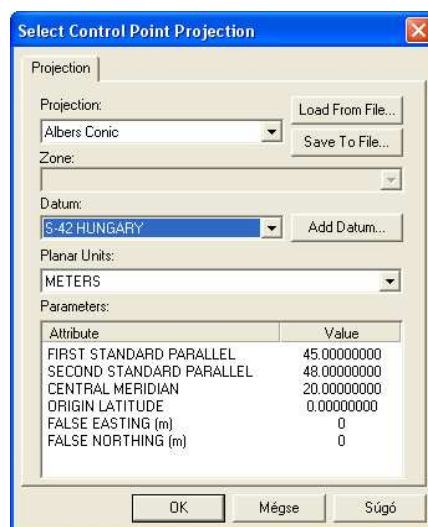 Select Control Point Projection
Projection
Projection:
Load From File...
Albers Conic
Save To File...
Zone:
Datum:
S-42 HUNGARY
Add Datum...
Planar Units:
METERS
Parameters:
Attribute Value
FIRST STANDARD PARALLEL 45.00000000
SECOND STANDARD PARALLEL 48.00000000
CENTRAL MERIDIAN 20.00000000
ORIGIN LATITUDE 0.00000000
FALSE EASTING (m) 0
FALSE NORTHING (m) 0
OK Mégse Súgó